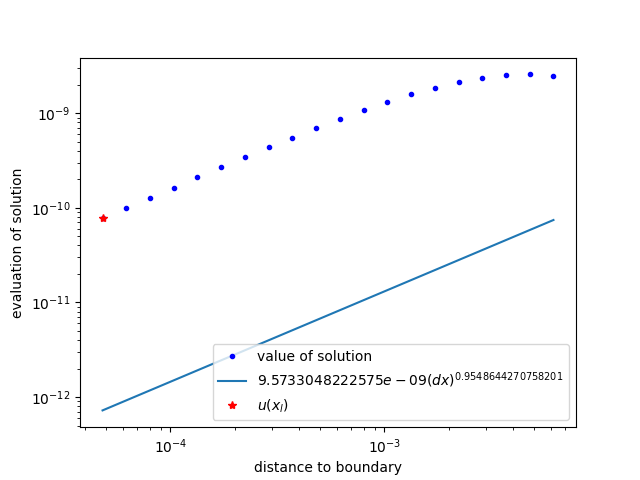 evaluation of solution
10⁻⁹
10⁻¹⁰
10⁻¹¹
10⁻¹²
value of solution
9.5733048222575e − 09(dx)^0.9548644270758201
u(x_l)
10⁻⁴
10⁻³
distance to boundary